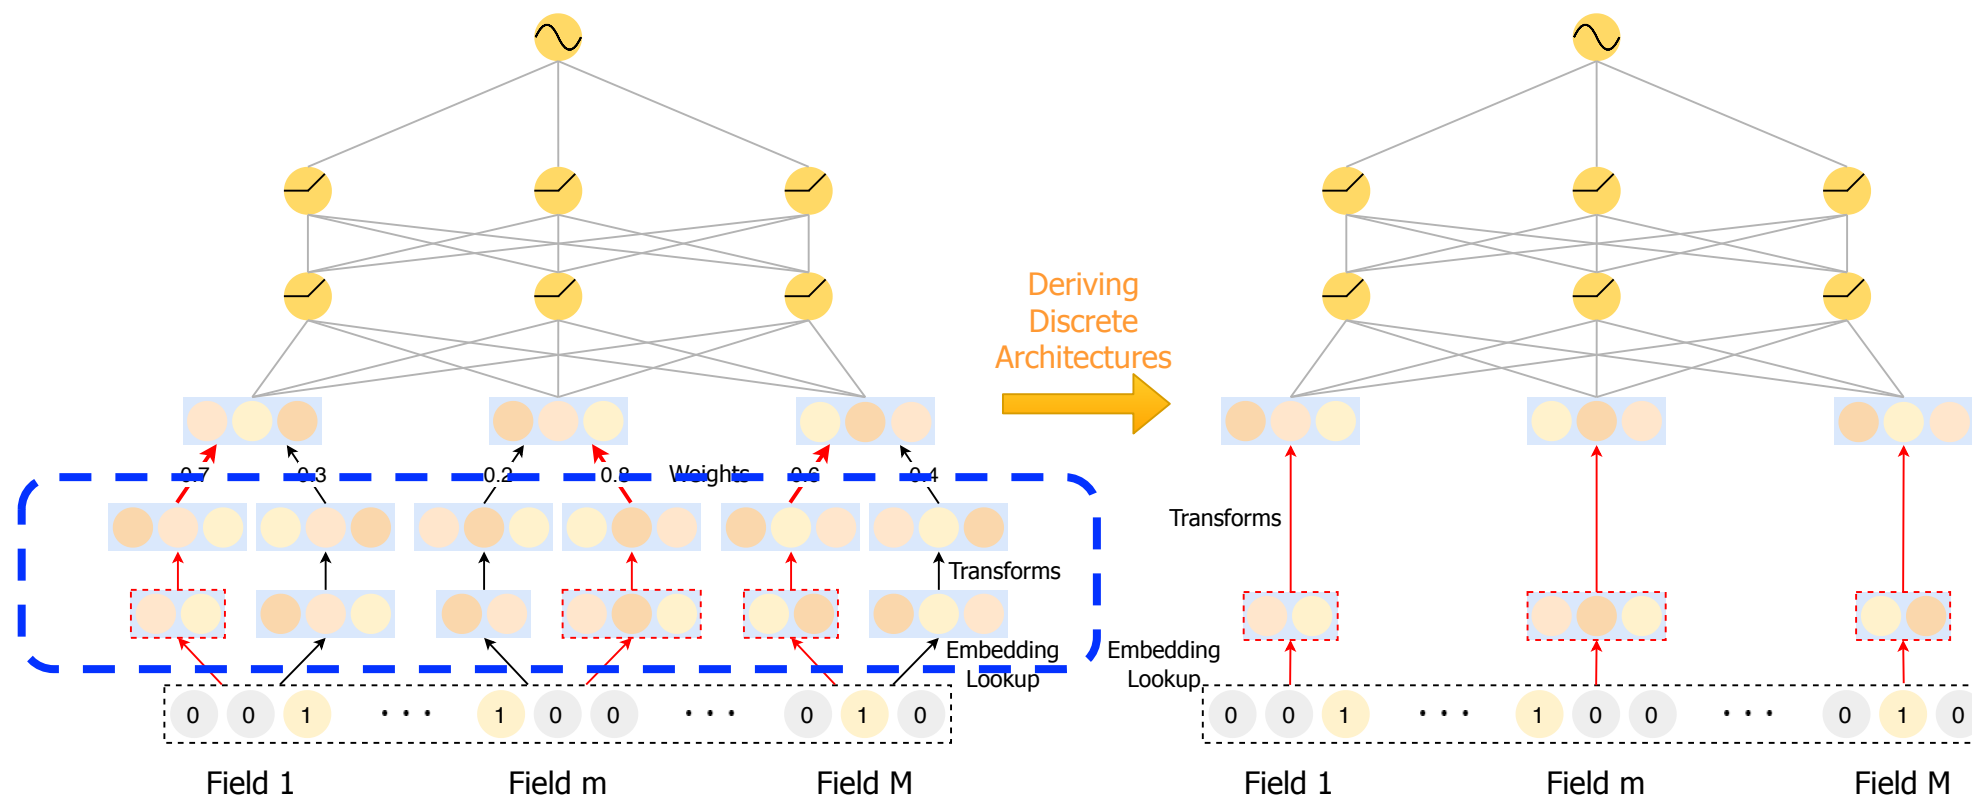 Deriving
Discrete
Architectures
0.7 0.3 0.2 0.8 Weights 0.6 0.4
Transforms
Transforms
Embedding
Lookup
Embedding
Lookup
0 0 1 · · · 1 0 0 · · · 0 1 0
0 0 1 · · · 1 0 0 · · · 0 1 0
Field 1 Field m Field M
Field 1 Field m Field M